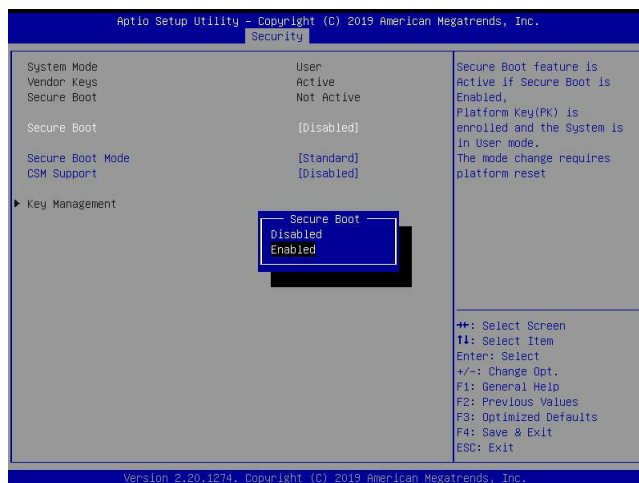 Aptio Setup Utility – Copyright (C) 2019 American Megatrends, Inc.
Security
System Mode User
Vendor Keys Active
Secure Boot Not Active
Secure Boot [Disabled]
Secure Boot Mode [Standard]
CSM Support [Disabled]
Key Management
Secure Boot
Disabled
Enabled
Secure Boot feature is
Active if Secure Boot is
Enabled,
Platform Key(PK) is
enrolled and the System is
in User mode.
The mode change requires
platform reset
→←: Select Screen
↑↓: Select Item
Enter: Select
+/-: Change Opt.
F1: General Help
F2: Previous Values
F3: Optimized Defaults
F4: Save & Exit
ESC: Exit
Version 2.20.1274. Copyright (C) 2019 American Megatrends, Inc.